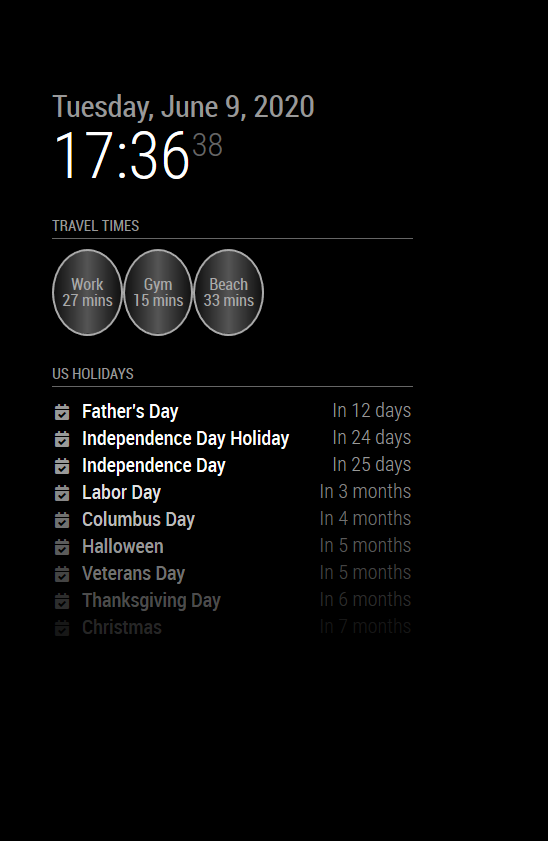 Tuesday, June 9, 2020
17:36 38
TRAVEL TIMES
Work Gym Beach
27 mins 15 mins 33 mins
US HOLIDAYS
Father's Day In 12 days
Independence Day Holiday In 24 days
Independence Day In 25 days
Labor Day In 3 months
Columbus Day In 4 months
Halloween In 5 months
Veterans Day In 5 months
Thanksgiving Day In 6 months
Christmas In 7 months